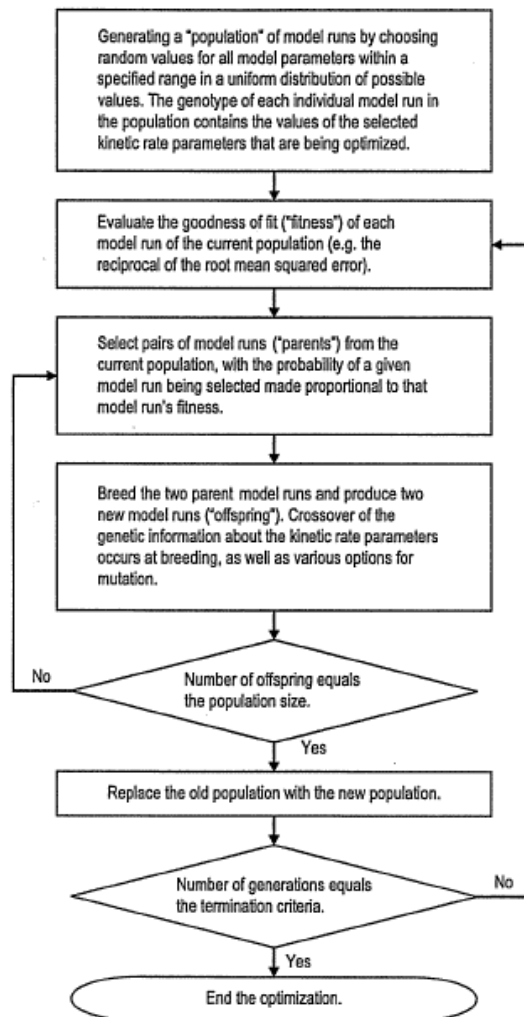 Generating a "population" of model runs by choosing
random values for all model parameters within a
specified range in a uniform distribution of possible
values. The genotype of each individual model run in
the population contains the values of the selected
kinetic rate parameters that are being optimized.
Evaluate the goodness of fit ("fitness") of each
model run of the current population (e.g. the
reciprocal of the root mean squared error).
Select pairs of model runs ("parents") from the
current population, with the probability of a given
model run being selected made proportional to that
model run's fitness.
Breed the two parent model runs and produce two
new model runs ("offspring"). Crossover of the
genetic information about the kinetic rate parameters
occurs at breeding, as well as various options for
mutation.
No
Number of offspring equals
the population size.
Yes
Replace the old population with the new population.
Number of generations equals
the termination criteria.
No
Yes
End the optimization.